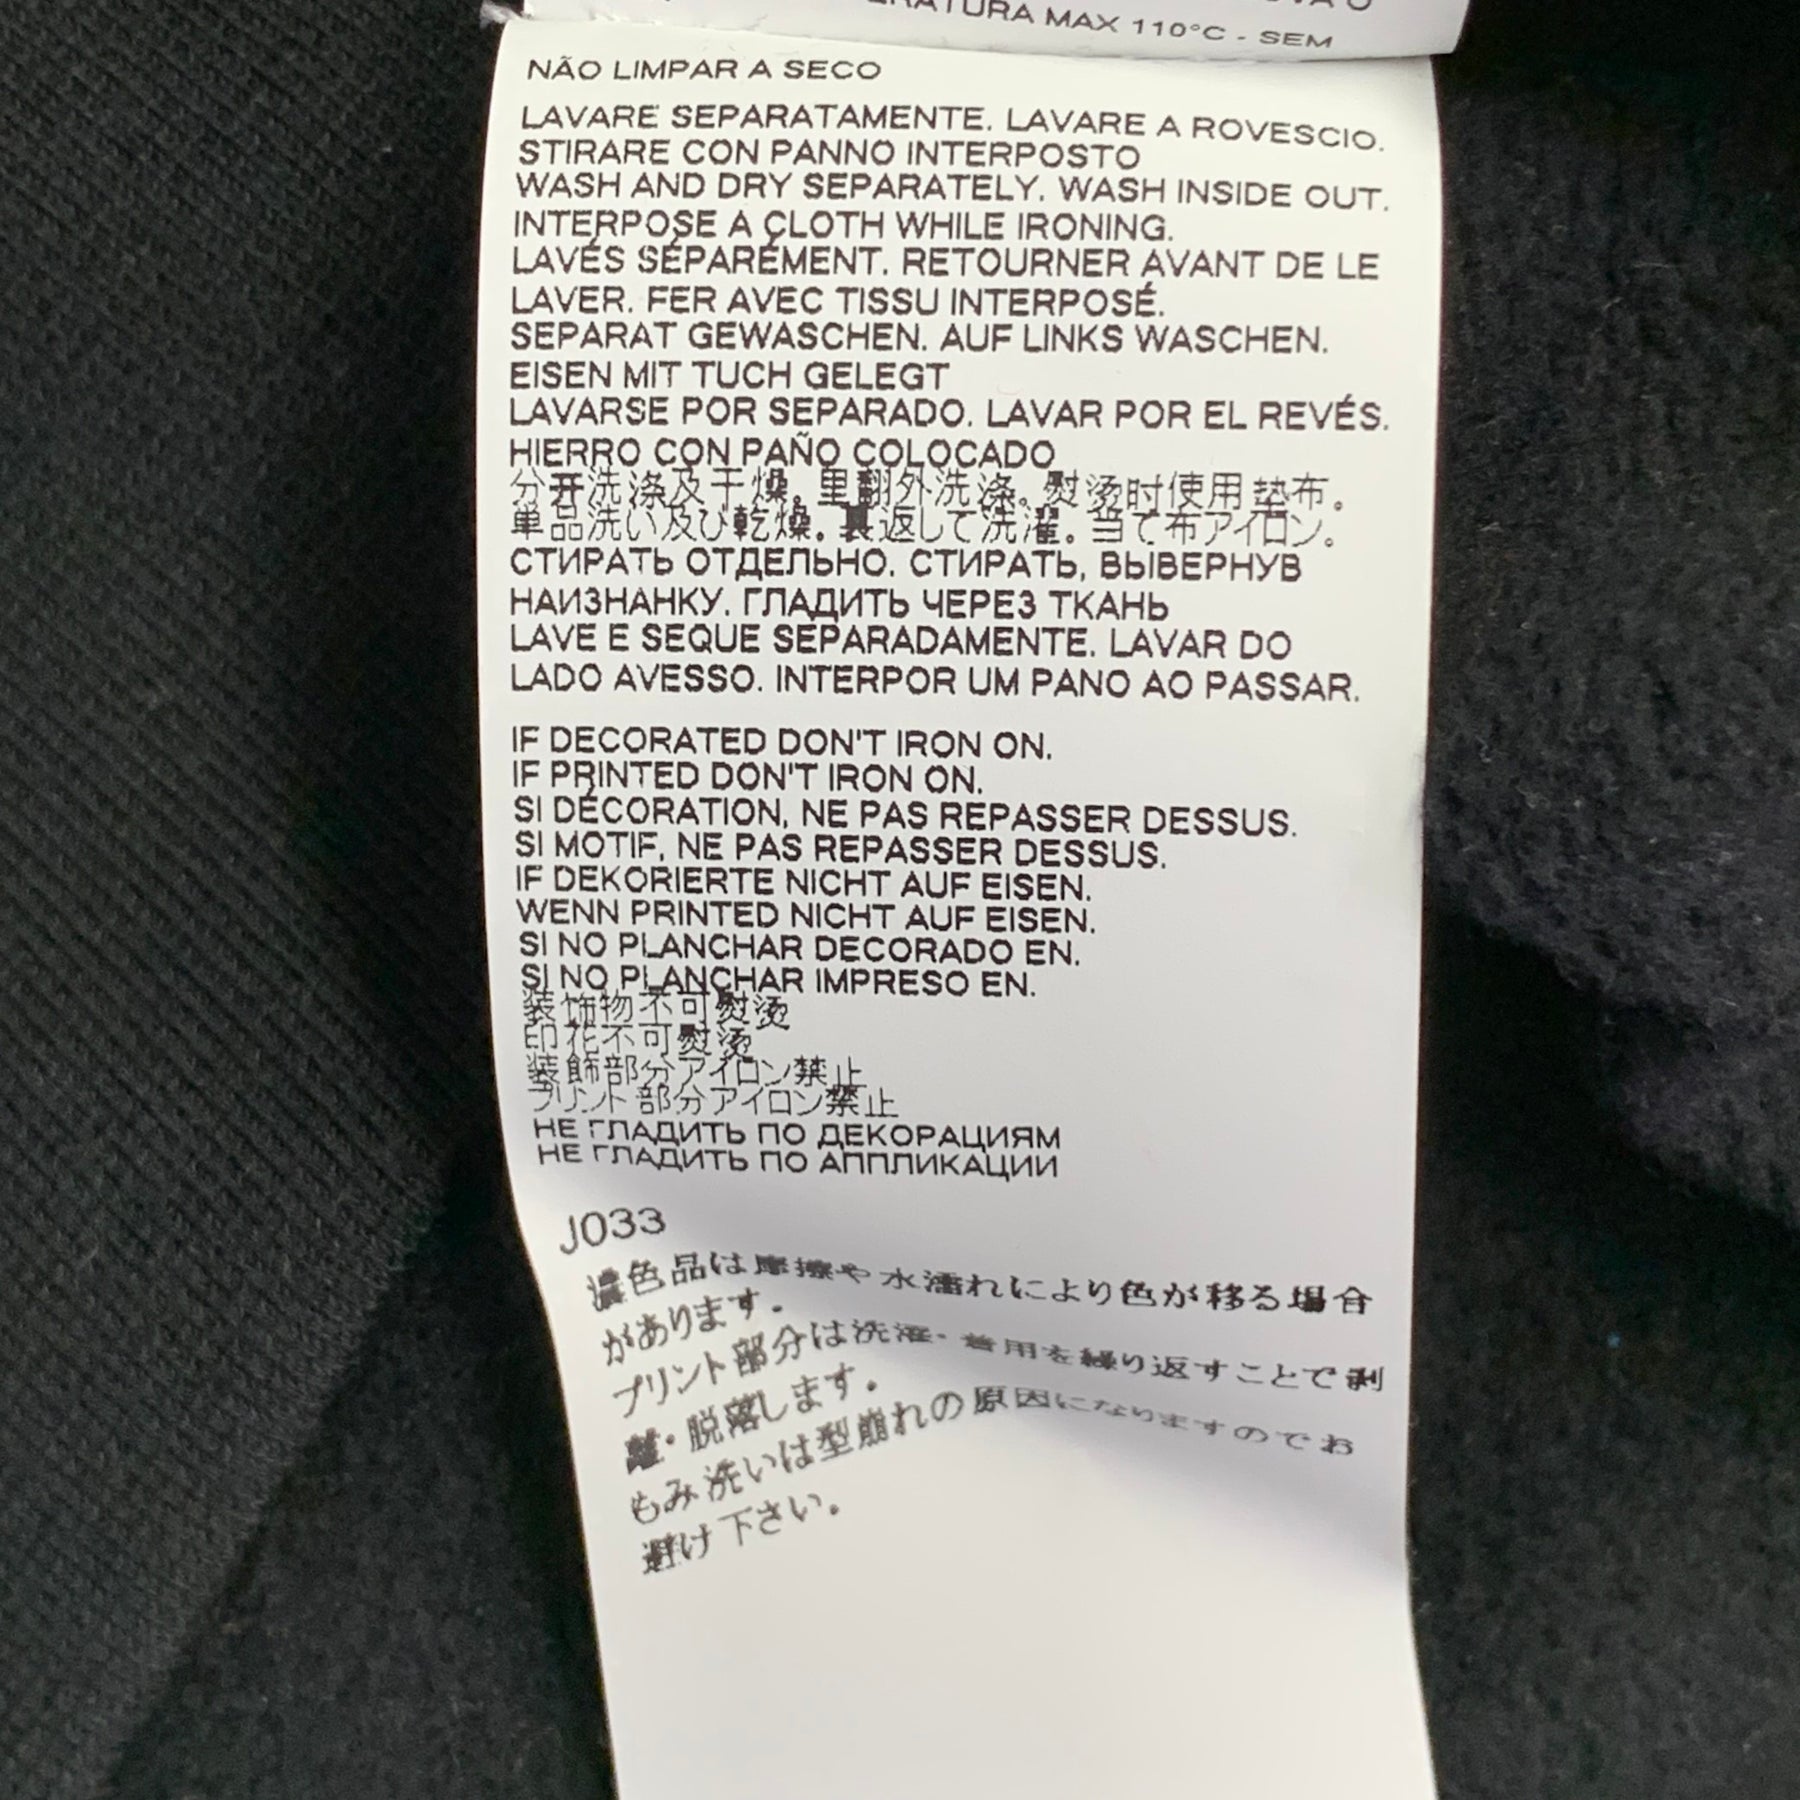 TEMPERATURA MAX 110°C - SEM
NÃO LIMPAR A SECO
LAVARE SEPARATAMENTE. LAVARE A ROVESCIO.
STIRARE CON PANNO INTERPOSTO
WASH AND DRY SEPARATELY. WASH INSIDE OUT.
INTERPOSE A CLOTH WHILE IRONING.
LAVÉS SÉPARÉMENT. RETOURNER AVANT DE LE
LAVER. FER AVEC TISSU INTERPOSÉ.
SEPARAT GEWASCHEN. AUF LINKS WASCHEN.
EISEN MIT TUCH GELEGT
LAVARSE POR SEPARADO. LAVAR POR EL REVÉS.
HIERRO CON PAÑO COLOCADO
分开洗涤及干燥。里翻外洗涤。熨烫时使用垫布。
単品洗い及び乾燥。裏返して洗濯。当て布アイロン。
СТИРАТЬ ОТДЕЛЬНО. СТИРАТЬ, ВЫВЕРНУВ
НАИЗНАНКУ. ГЛАДИТЬ ЧЕРЕЗ ТКАНЬ
LAVE E SEQUE SEPARADAMENTE. LAVAR DO
LADO AVESSO. INTERPOR UM PANO AO PASSAR.
IF DECORATED DON'T IRON ON.
IF PRINTED DON'T IRON ON.
SI DÉCORATION, NE PAS REPASSER DESSUS.
SI MOTIF, NE PAS REPASSER DESSUS.
IF DEKORIERTE NICHT AUF EISEN.
WENN PRINTED NICHT AUF EISEN.
SI NO PLANCHAR DECORADO EN.
SI NO PLANCHAR IMPRESO EN.
装饰物不可熨烫
印花不可熨烫
装飾部分アイロン禁止
プリント部分アイロン禁止
НЕ ГЛАДИТЬ ПО ДЕКОРАЦИЯМ
НЕ ГЛАДИТЬ ПО АППЛИКАЦИИ
J033
濃色品は摩擦や水濡れにより色が移る場合
があります。
プリント部分は洗濯・着用を繰り返すことで剥
離・脱落します。
もみ洗いは型崩れの原因になりますのでお
避け下さい。